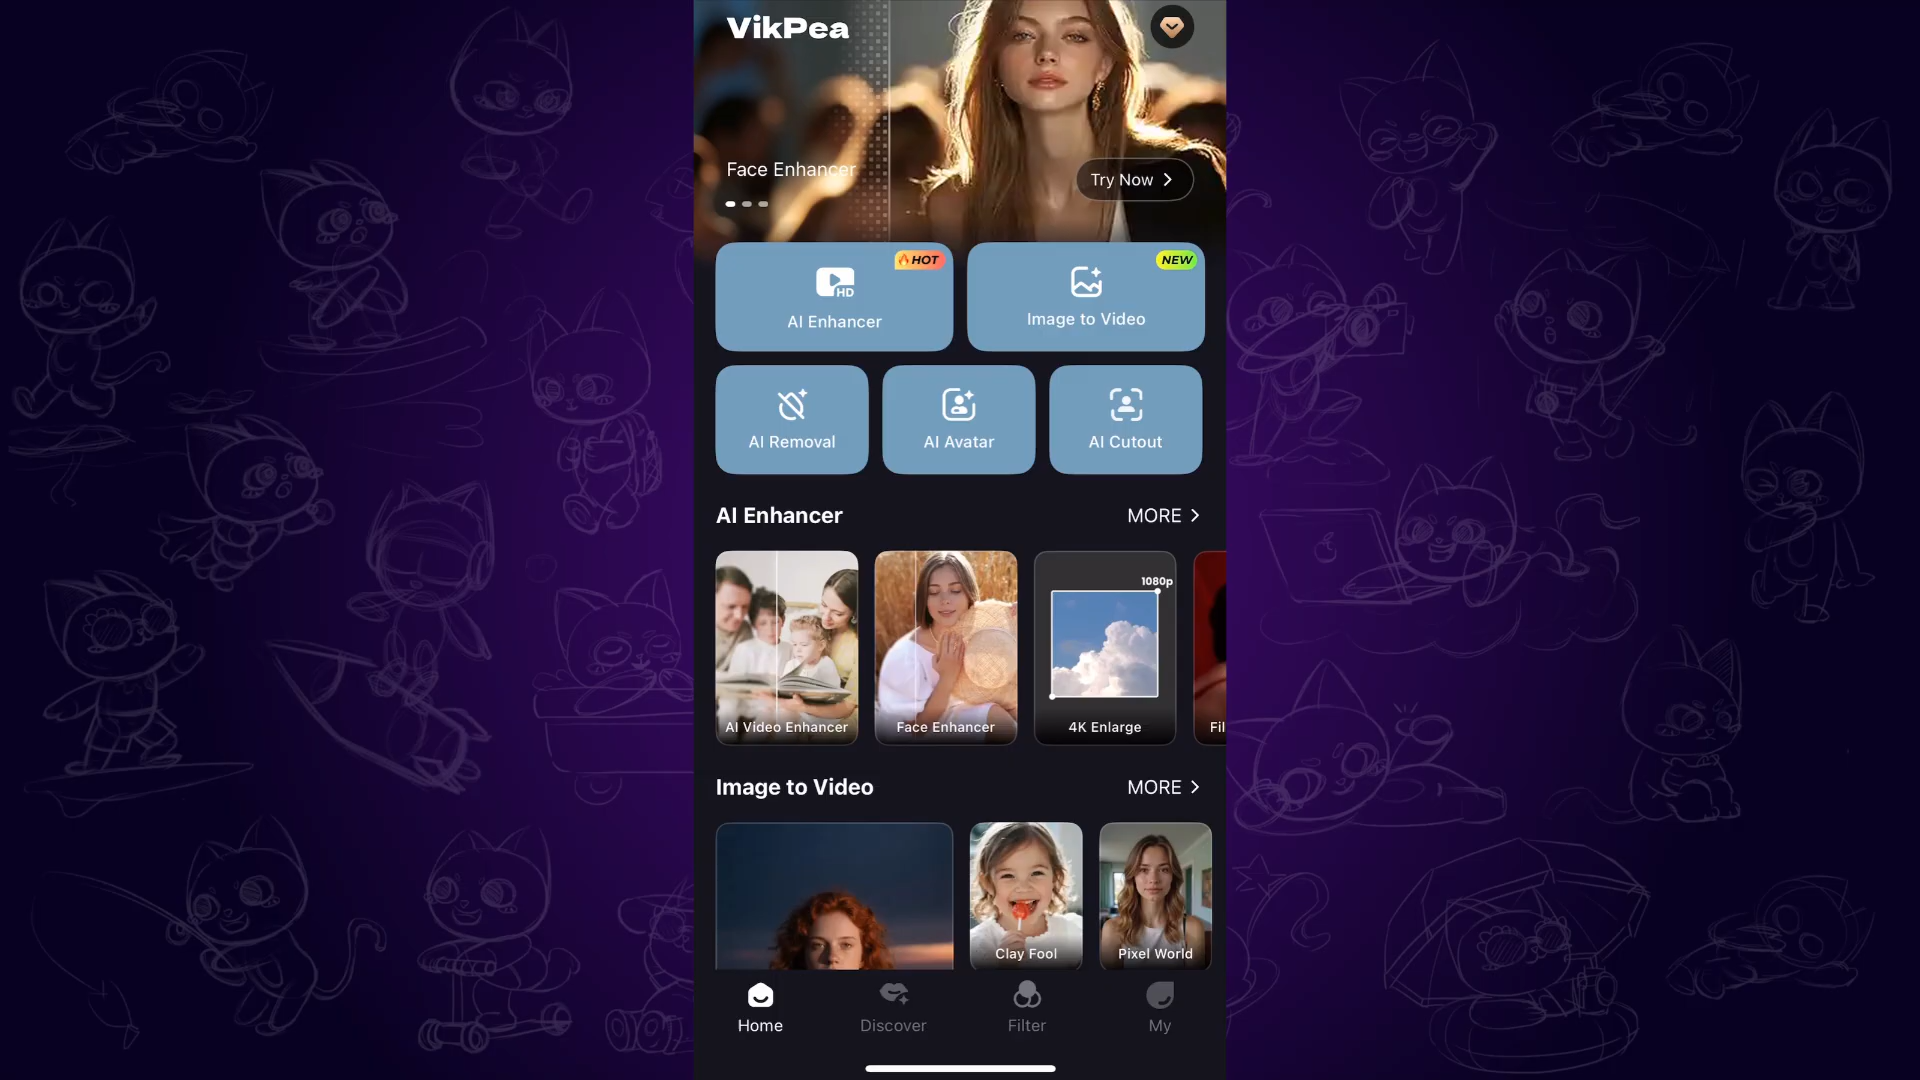 VikPea
Face Enhancer
Try Now
HOT
NEW
HD
AI Enhancer
Image to Video
AI Removal
AI Avatar
AI Cutout
AI Enhancer
MORE
1080p
AI Video Enhancer
Face Enhancer
4K Enlarge
Fil
Image to Video
MORE
Clay Fool
Pixel World
Home
Discover
Filter
My